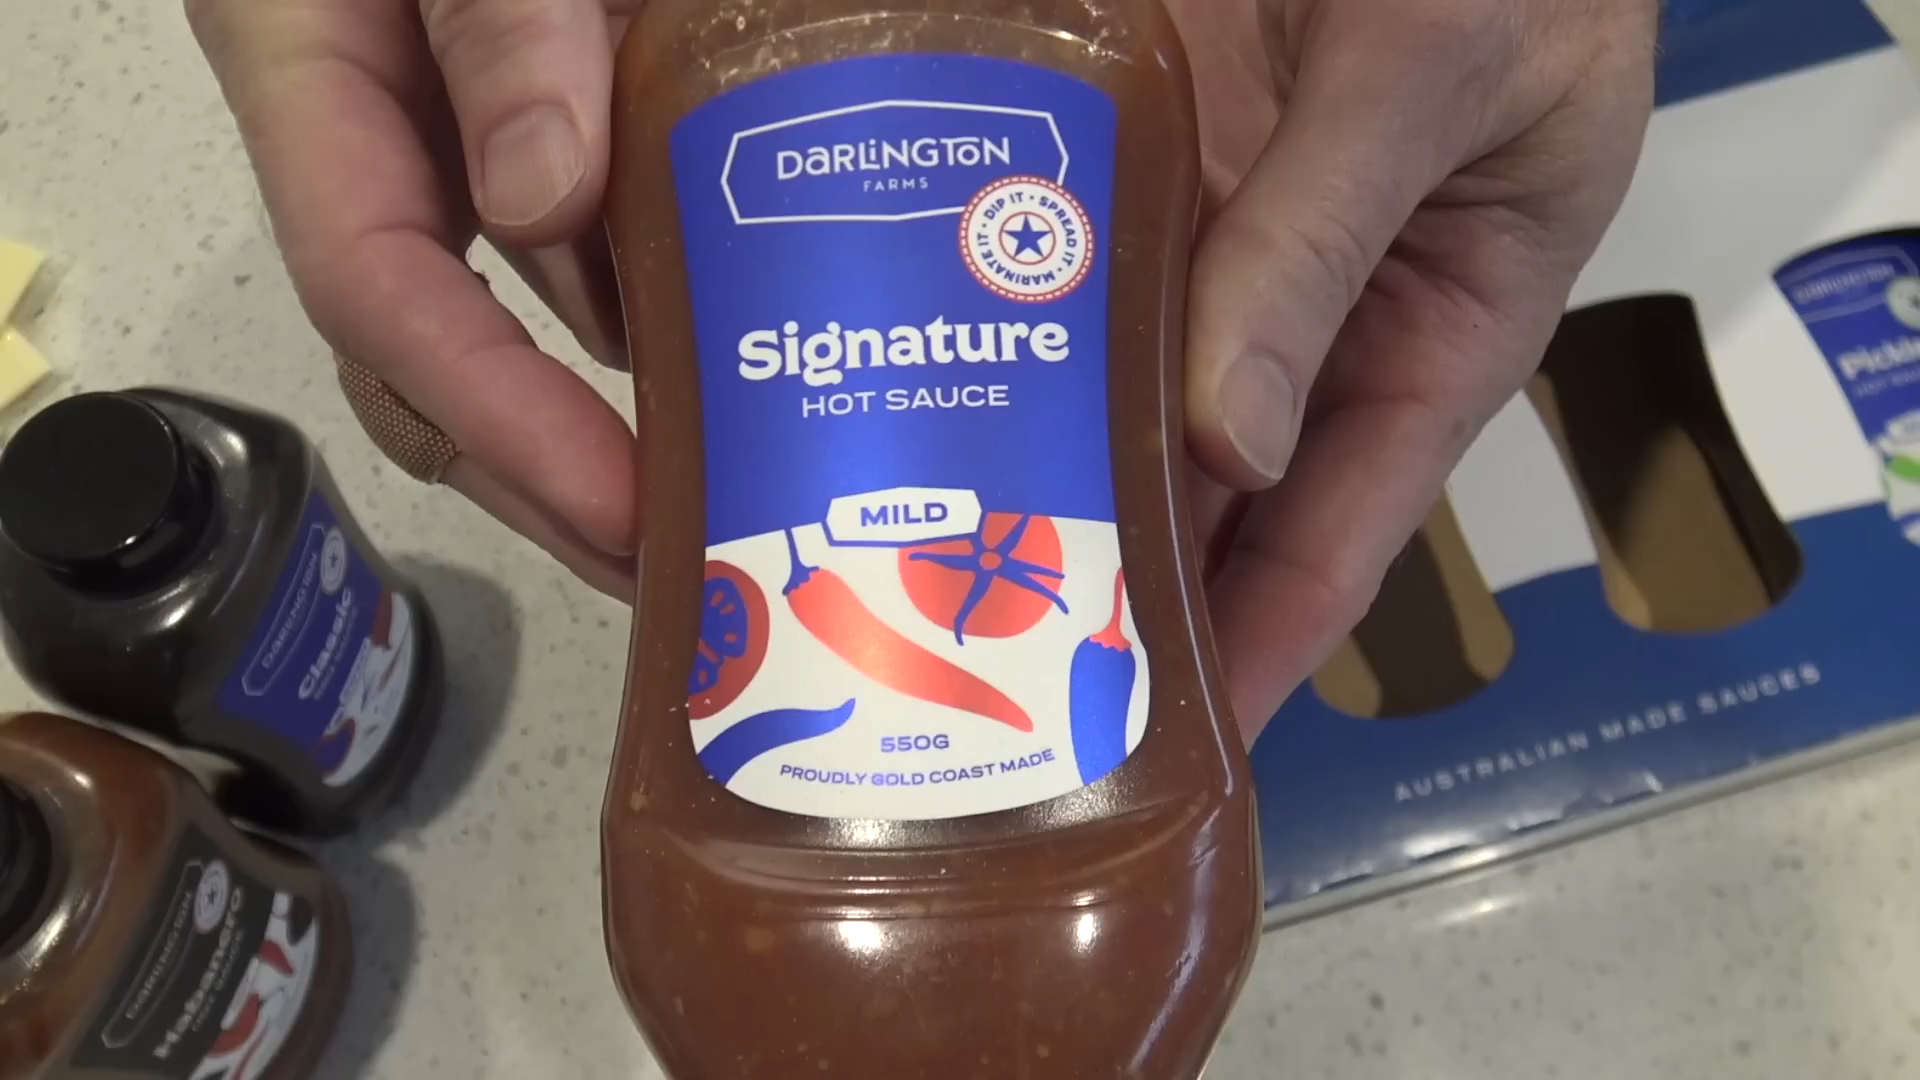 DARLINGTON
FARMS
DIP IT • SPREAD IT • MARINATE IT •
Signature
HOT SAUCE
MILD
550G
PROUDLY GOLD COAST MADE
DARLINGTON
Classic
DARLINGTON
Habanero
DARLINGTON
AUSTRALIAN MADE SAUCES